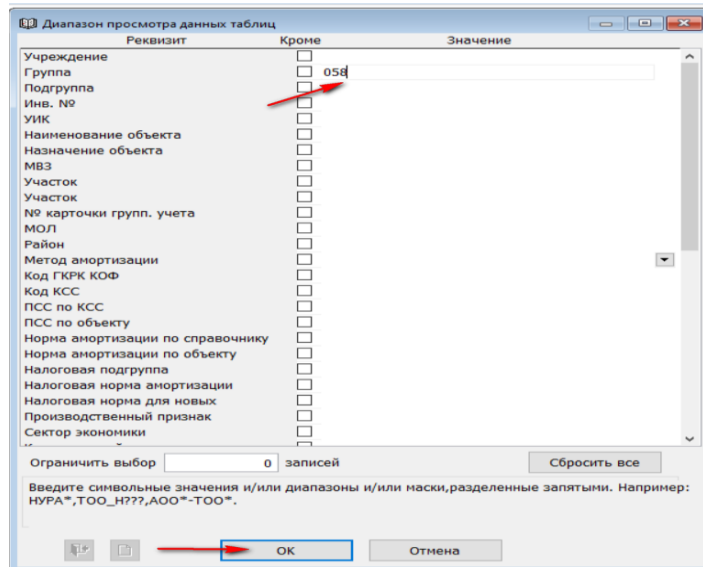 Диапазон просмотра данных таблиц
Реквизит Кроме Значение
Учреждение
Группа 058
Подгруппа
Инв. №
УИК
Наименование объекта
Назначение объекта
МВЗ
Участок
Участок
№ карточки групп. учета
МОЛ
Район
Метод амортизации
Код ГКРК КОФ
Код КСС
ПСС по КСС
ПСС по объекту
Норма амортизации по справочнику
Норма амортизации по объекту
Налоговая подгруппа
Налоговая норма амортизации
Налоговая норма для новых
Производственный признак
Сектор экономики
Ограничить выбор 0 записей Сбросить все
Введите символьные значения и/или диапазоны и/или маски,разделенные запятыми. Например:
НУРА*,ТОО_Н???,АОО*-ТОО*.
ОК Отмена